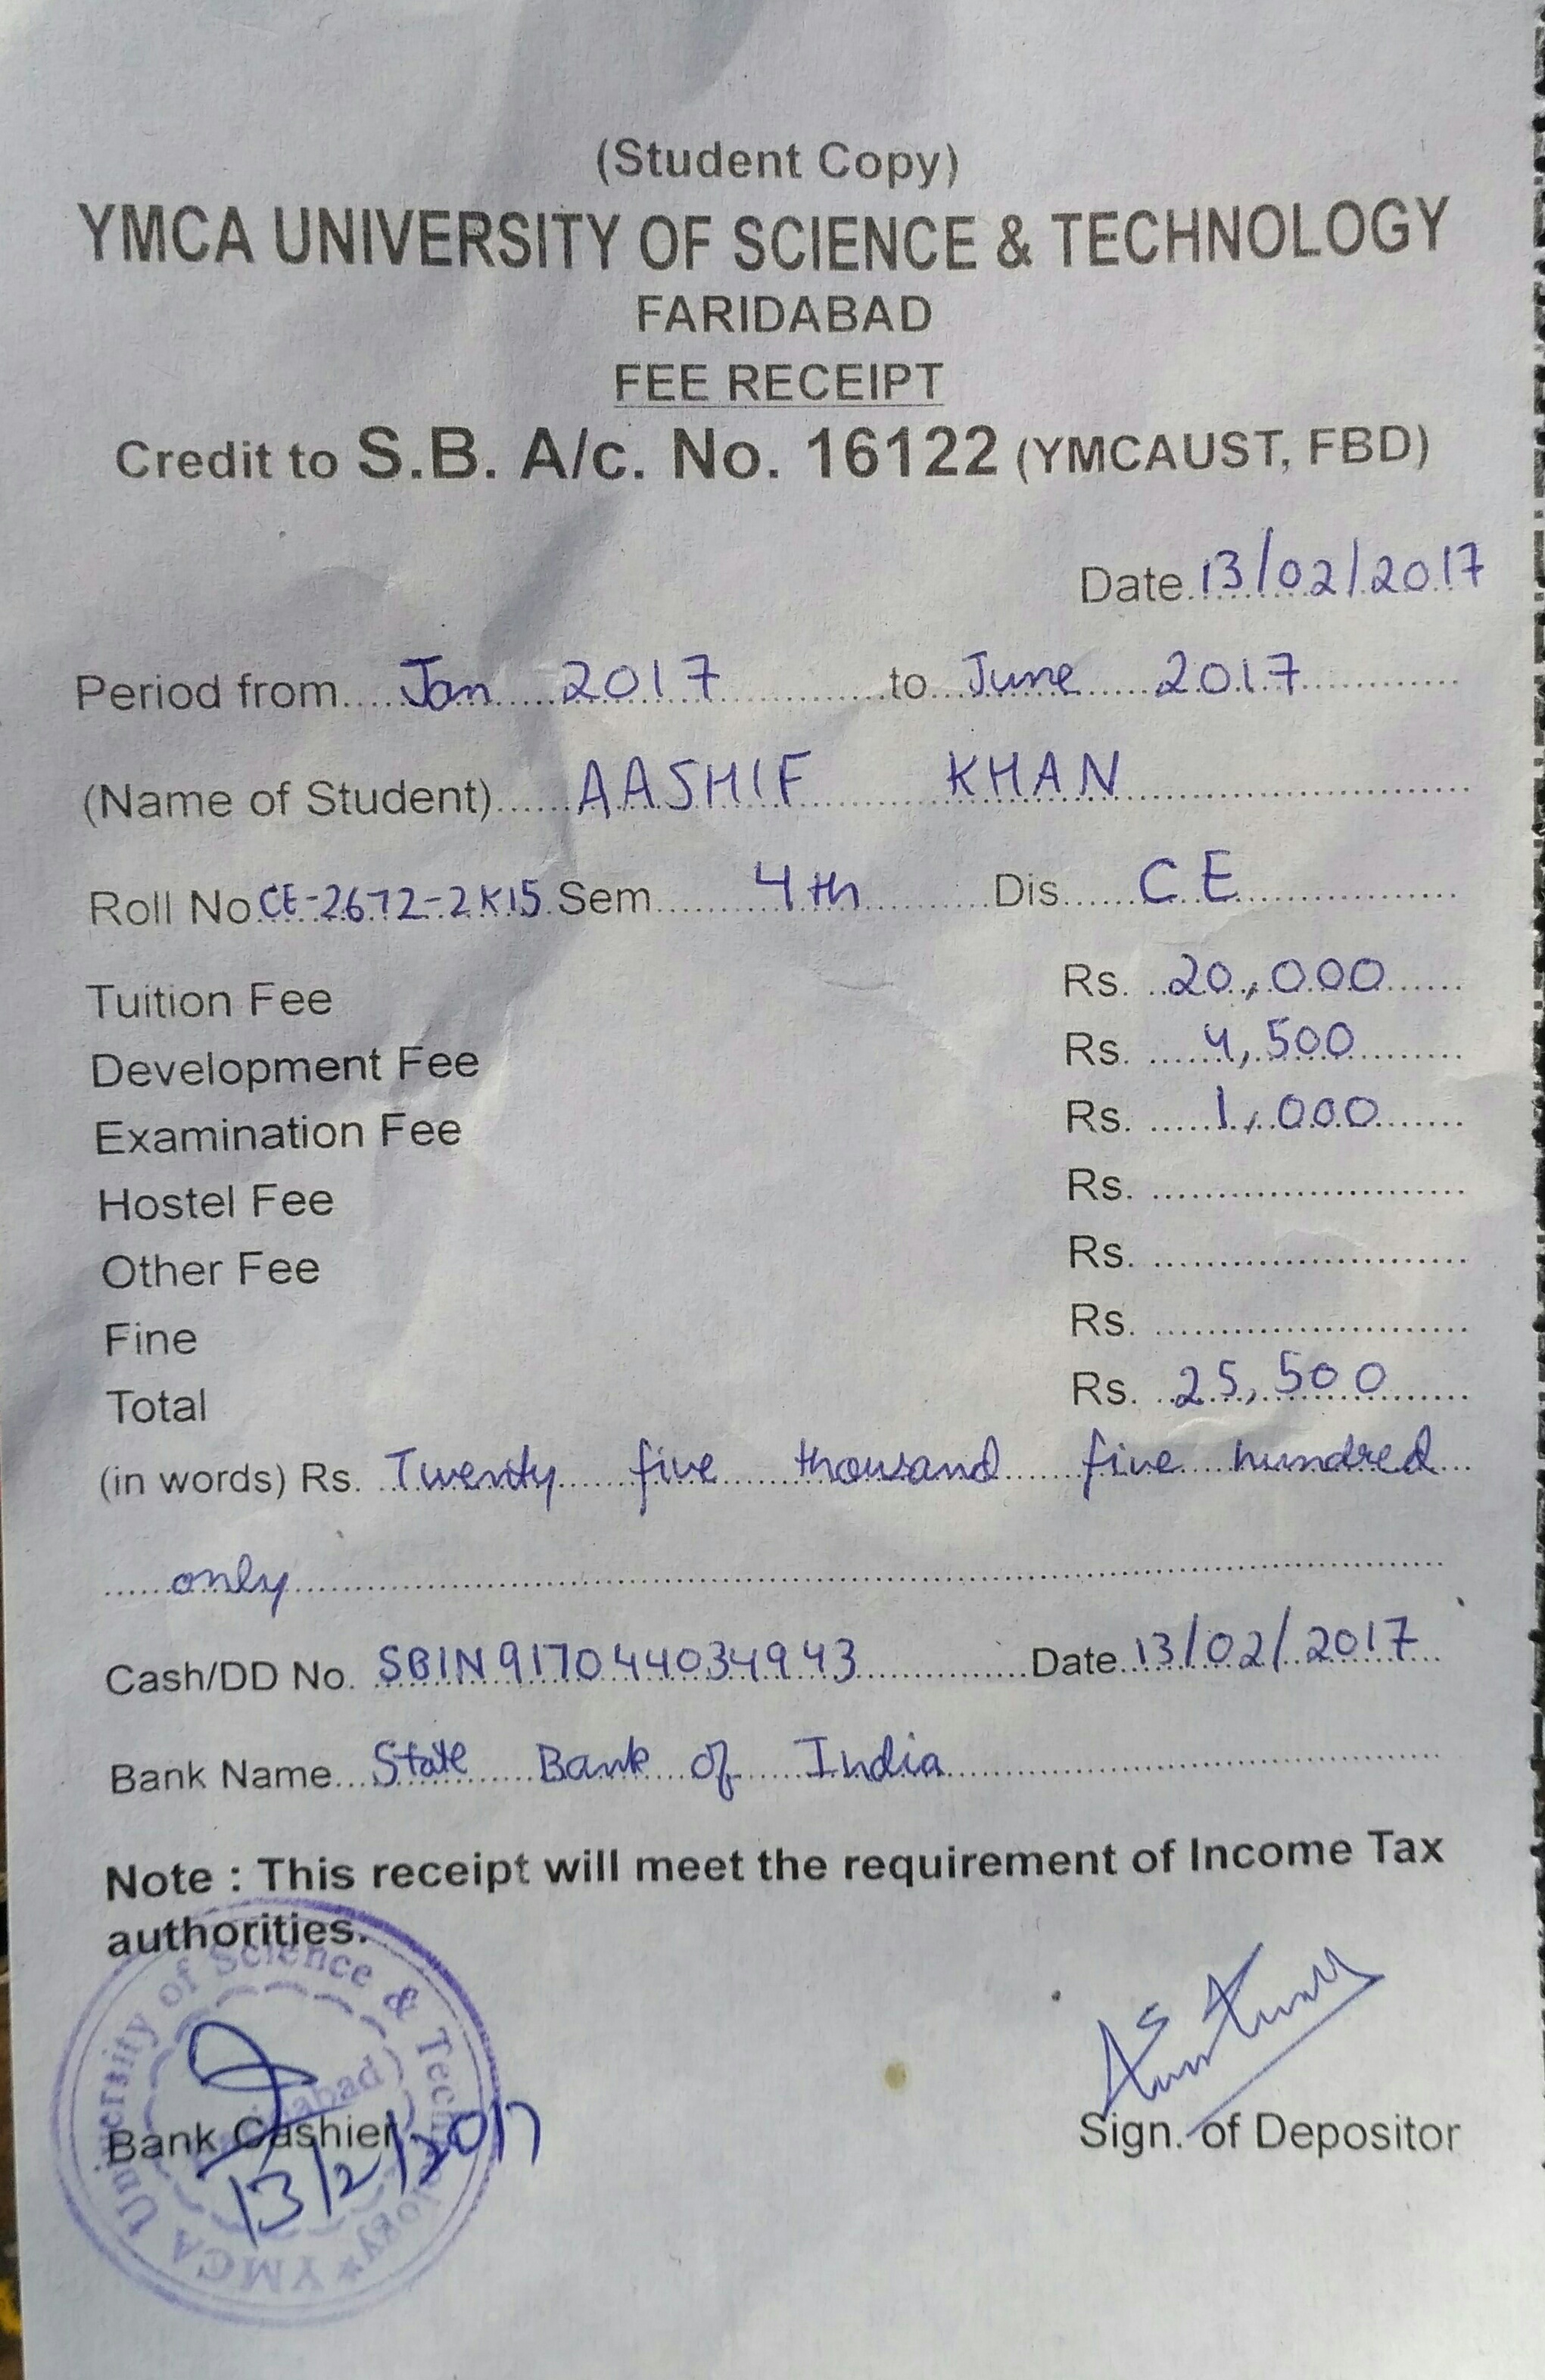 (Student Copy)
YMCA UNIVERSITY OF SCIENCE & TECHNOLOGY
FARIDABAD
FEE RECEIPT
Credit to S.B. A/c. No. 16122 (YMCAUST, FBD)
Date 13/02/2017
Period from Jan 2017 to June 2017
(Name of Student) AASHIF KHAN
Roll No CE-2672-2K15 Sem 4th Dis CE
Tuition Fee Rs. 20,000
Development Fee Rs. 4,500
Examination Fee Rs. 1,000
Hostel Fee Rs.
Other Fee Rs.
Fine Rs.
Total Rs. 25,500
(in words) Rs. Twenty five thousand five hundred
only
Cash/DD No. SBIN917044034943 Date 13/02/2017
Bank Name State Bank of India
Note : This receipt will meet the requirement of Income Tax
authorities.
YMCA University of Science & Technology
Bank Cashier Sign. of Depositor
13/2/2017